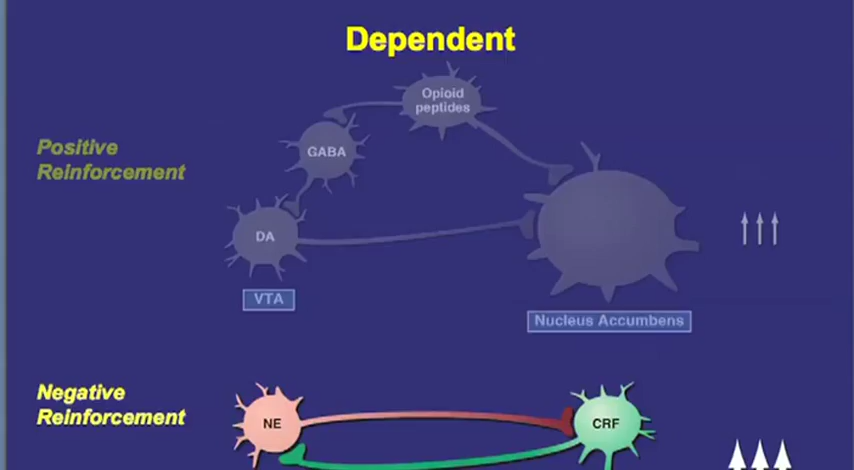 Dependent
Opioid
peptides
Positive
Reinforcement
GABA
DA
VTA
Nucleus Accumbens
Negative
Reinforcement
NE
CRF